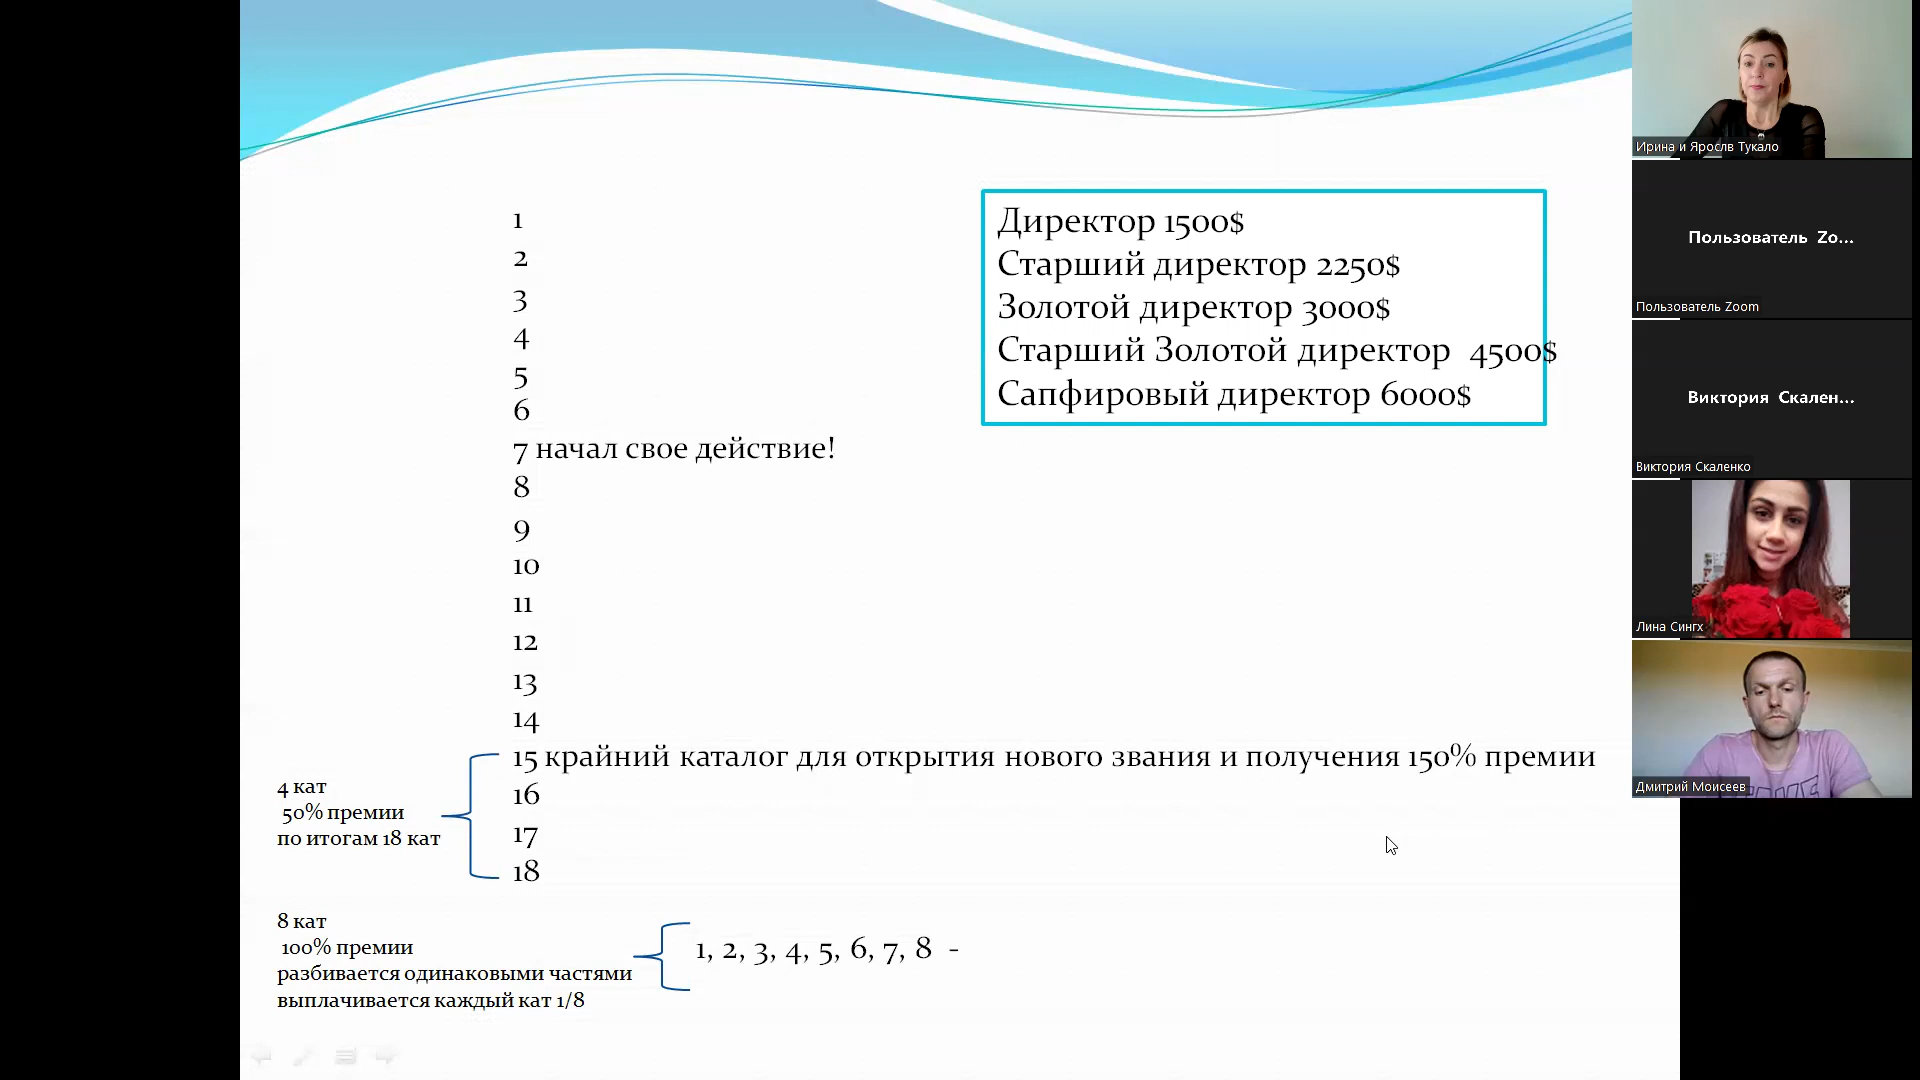 1
2
3
4
5
6
7 начал свое действие!
8
9
10
11
12
13
14
15 крайний каталог для открытия нового звания и получения 150% премии
16
17
18
Директор 1500$
Старший директор 2250$
Золотой директор 3000$
Старший Золотой директор 4500$
Сапфировый директор 6000$
4 кат
50% премии
по итогам 18 кат
8 кат
100% премии
разбивается одинаковыми частями
выплачивается каждый кат 1/8
1, 2, 3, 4, 5, 6, 7, 8 -
Ирина и Ярослв Тукало
Пользователь Zo...
Пользователь Zoom
Виктория Скален...
Виктория Скаленко
Лина Сингх
Дмитрий Моисеев